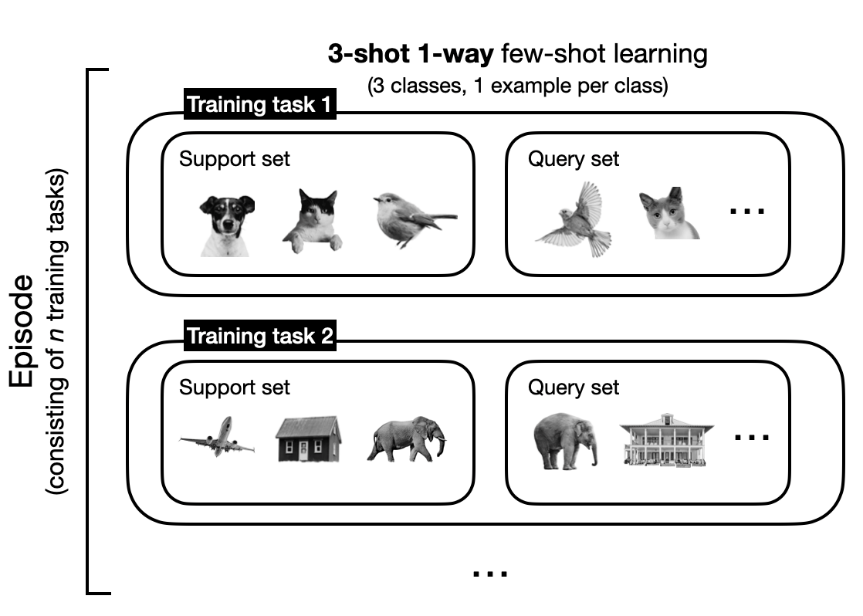 3-shot 1-way few-shot learning
(3 classes, 1 example per class)
Episode
(consisting of n training tasks)
Training task 1
Support set
Query set
...
Training task 2
Support set
Query set
...
...